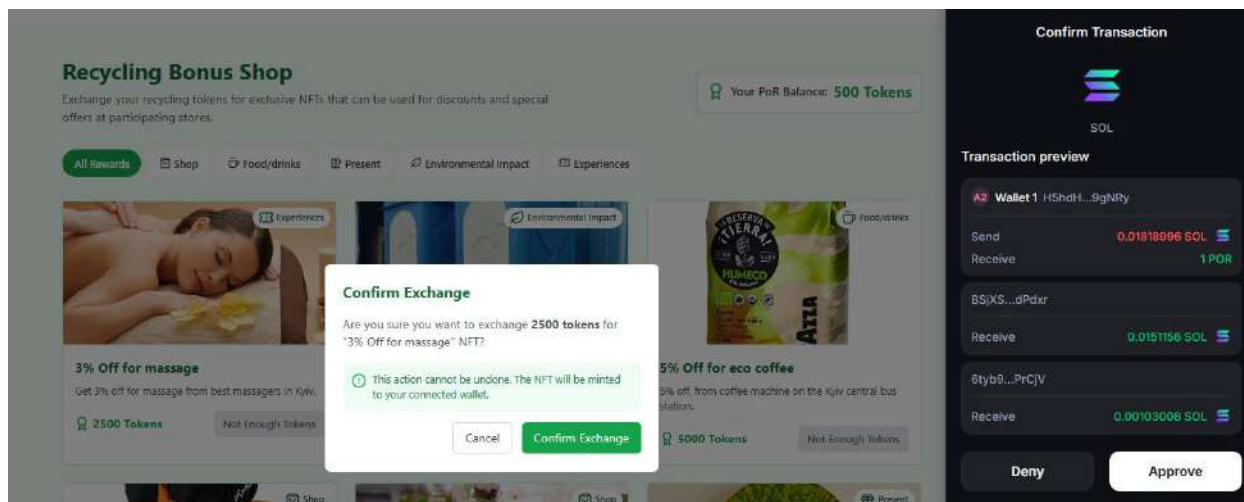 Recycling Bonus Shop
Exchange your recycling tokens for exclusive NFTs that can be used for discounts and special
offers at participating stores.
Your PoR Balance: 500 Tokens
All Rewards
Shop
Food/drinks
Present
Environmental Impact
Experiences
Experiences
Environmental Impact
Food/drinks
¡TIERRA!
HUMECO
3% Off for massage
Get 3% off for massage from best massagers in Kyiv.
2500 Tokens
Not Enough Tokens
Confirm Exchange
Are you sure you want to exchange 2500 tokens for
"3% Off for massage" NFT?
This action cannot be undone. The NFT will be minted
to your connected wallet.
Cancel
Confirm Exchange
5% Off for eco coffee
5% off, from coffee machine on the Kyiv central bus
station.
5000 Tokens
Not Enough Tokens
Shop
Shop
Present
Confirm Transaction
SOL
Transaction preview
A2 Wallet 1 H5hdH...9gNRy
Send 0.01818996 SOL
Receive 1 POR
BSjXS...dPdxr
Receive 0.0151156 SOL
6tyb9...PrCjV
Receive 0.00103008 SOL
Deny
Approve